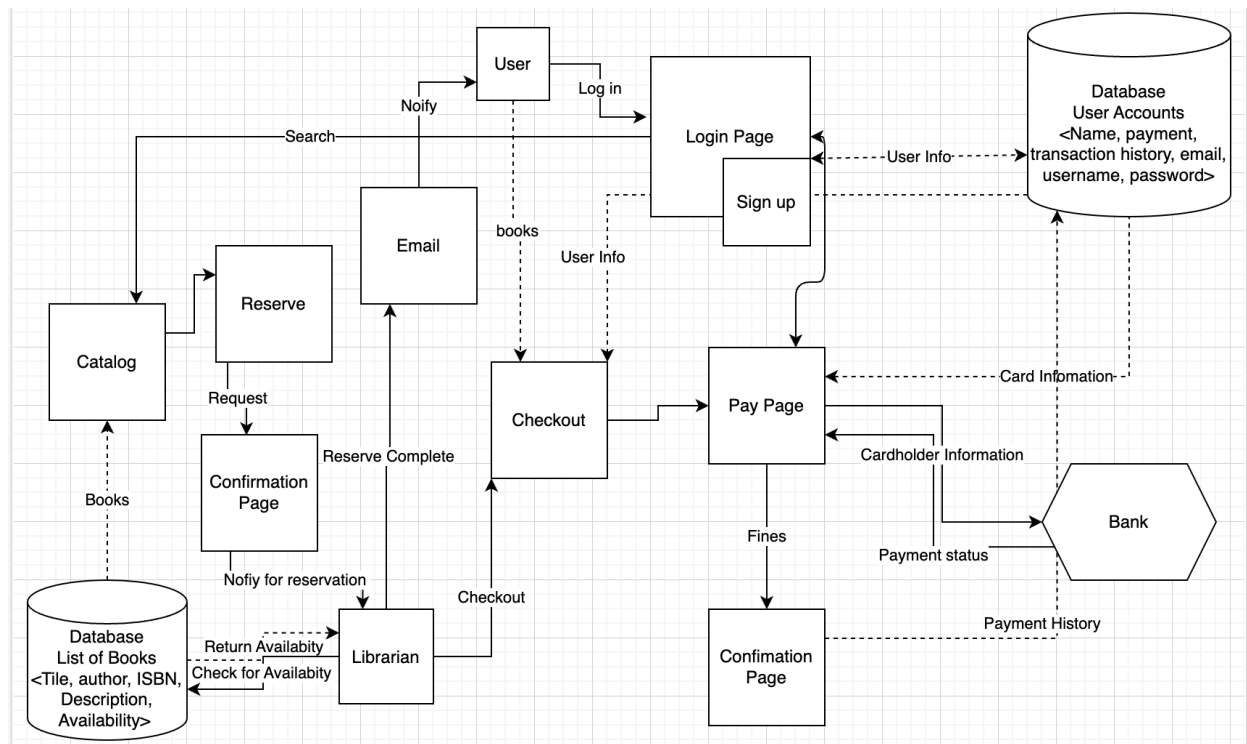 User
Log in
Noify
Search
Login Page
Sign up
Database
User Accounts
<Name, payment,
transaction history, email,
username, password>
User Info
Email
books
User Info
Reserve
Catalog
Request
Checkout
Pay Page
Card Infomation
Reserve Complete
Confirmation
Page
Cardholder Information
Books
Bank
Fines
Payment status
Nofiy for reservation
Checkout
Payment History
Database
List of Books
<Tile, author, ISBN,
Description,
Availability>
Return Availabity
Check for Availabity
Librarian
Confimation
Page